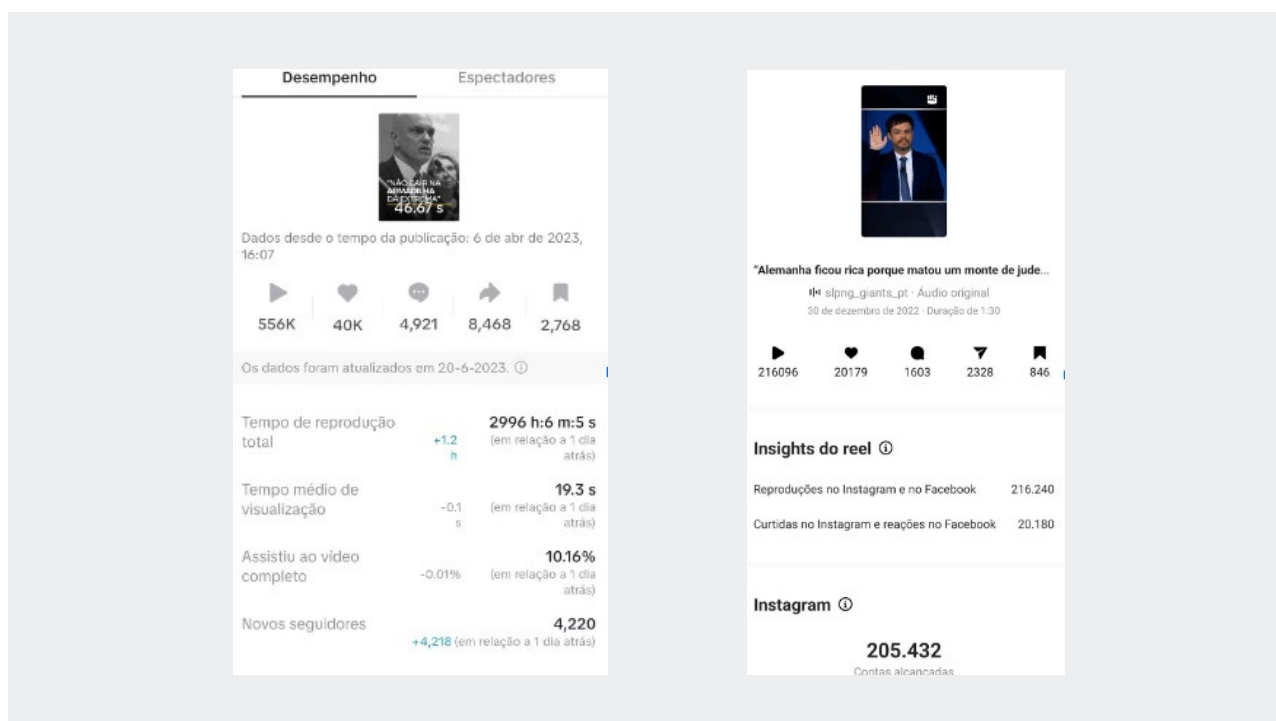 Desempenho
Espectadores
"NÃO CAIR NA
ARMADILHA
DA EXTREMA"
46.67 s
Dados desde o tempo da publicação: 6 de abr de 2023,
16:07
556K 40K 4,921 8,468 2,768
Os dados foram atualizados em 20-6-2023.
Tempo de reprodução 2996 h:6 m:5 s
total +1.2 (em relação a 1 dia
h atrás)
Tempo médio de 19.3 s
visualização -0.1 (em relação a 1 dia
s atrás)
Assistiu ao vídeo 10.16%
completo -0.01% (em relação a 1 dia
atrás)
Novos seguidores 4,220
+4,218 (em relação a 1 dia atrás)
"Alemanha ficou rica porque matou um monte de jude...
slpng_giants_pt · Áudio original
30 de dezembro de 2022 · Duração de 1:30
216096 20179 1603 2328 846
Insights do reel
Reproduções no Instagram e no Facebook 216.240
Curtidas no Instagram e reações no Facebook 20.180
Instagram
205.432
Contas alcançadas